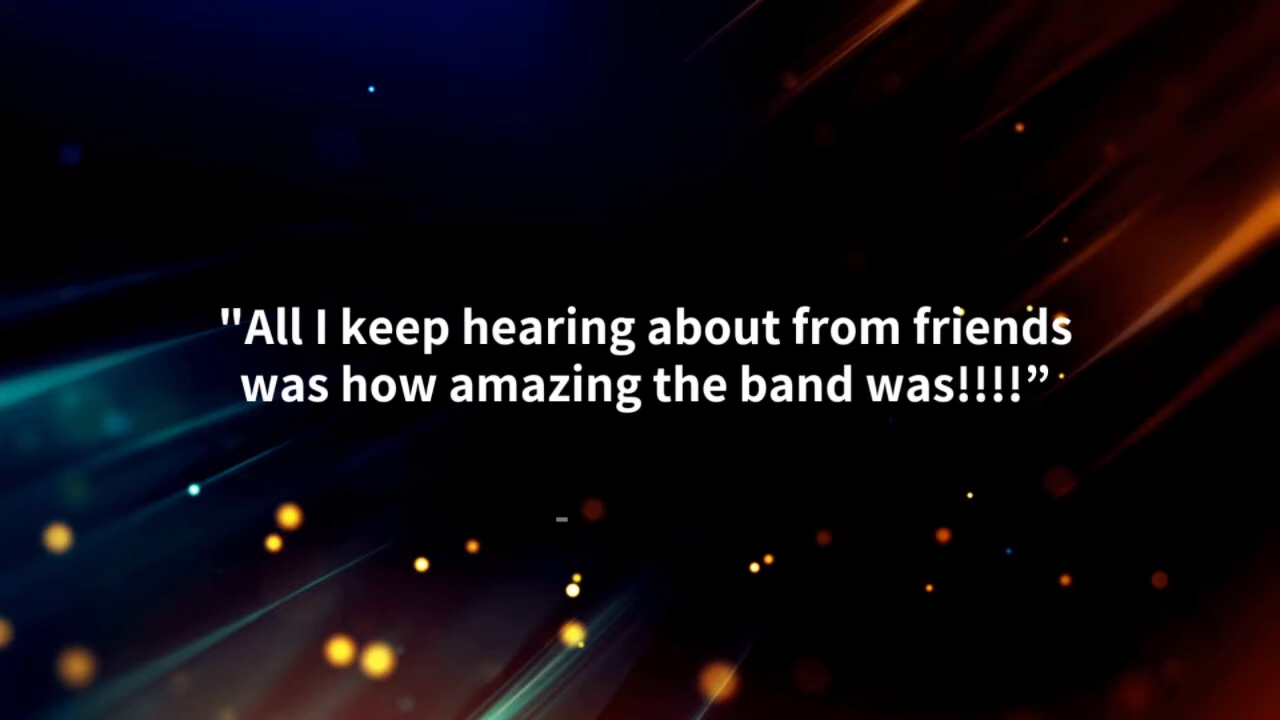 "All I keep hearing about from friends
was how amazing the band was!!!!”
-